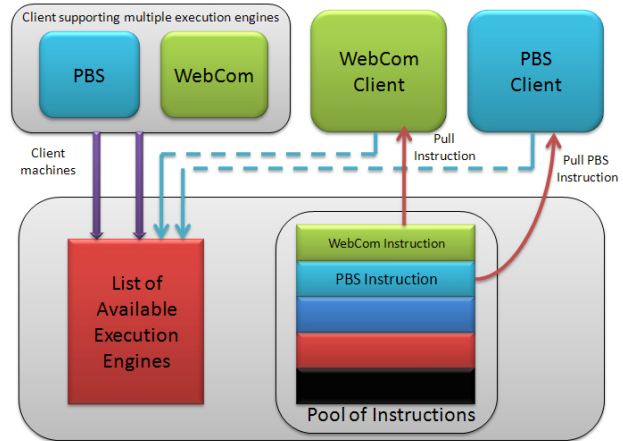 Client supporting multiple execution engines
PBS
WebCom
WebCom
Client
PBS
Client
Client
machines
Pull
Instruction
Pull PBS
Instruction
List of
Available
Execution
Engines
WebCom Instruction
PBS Instruction
Pool of Instructions